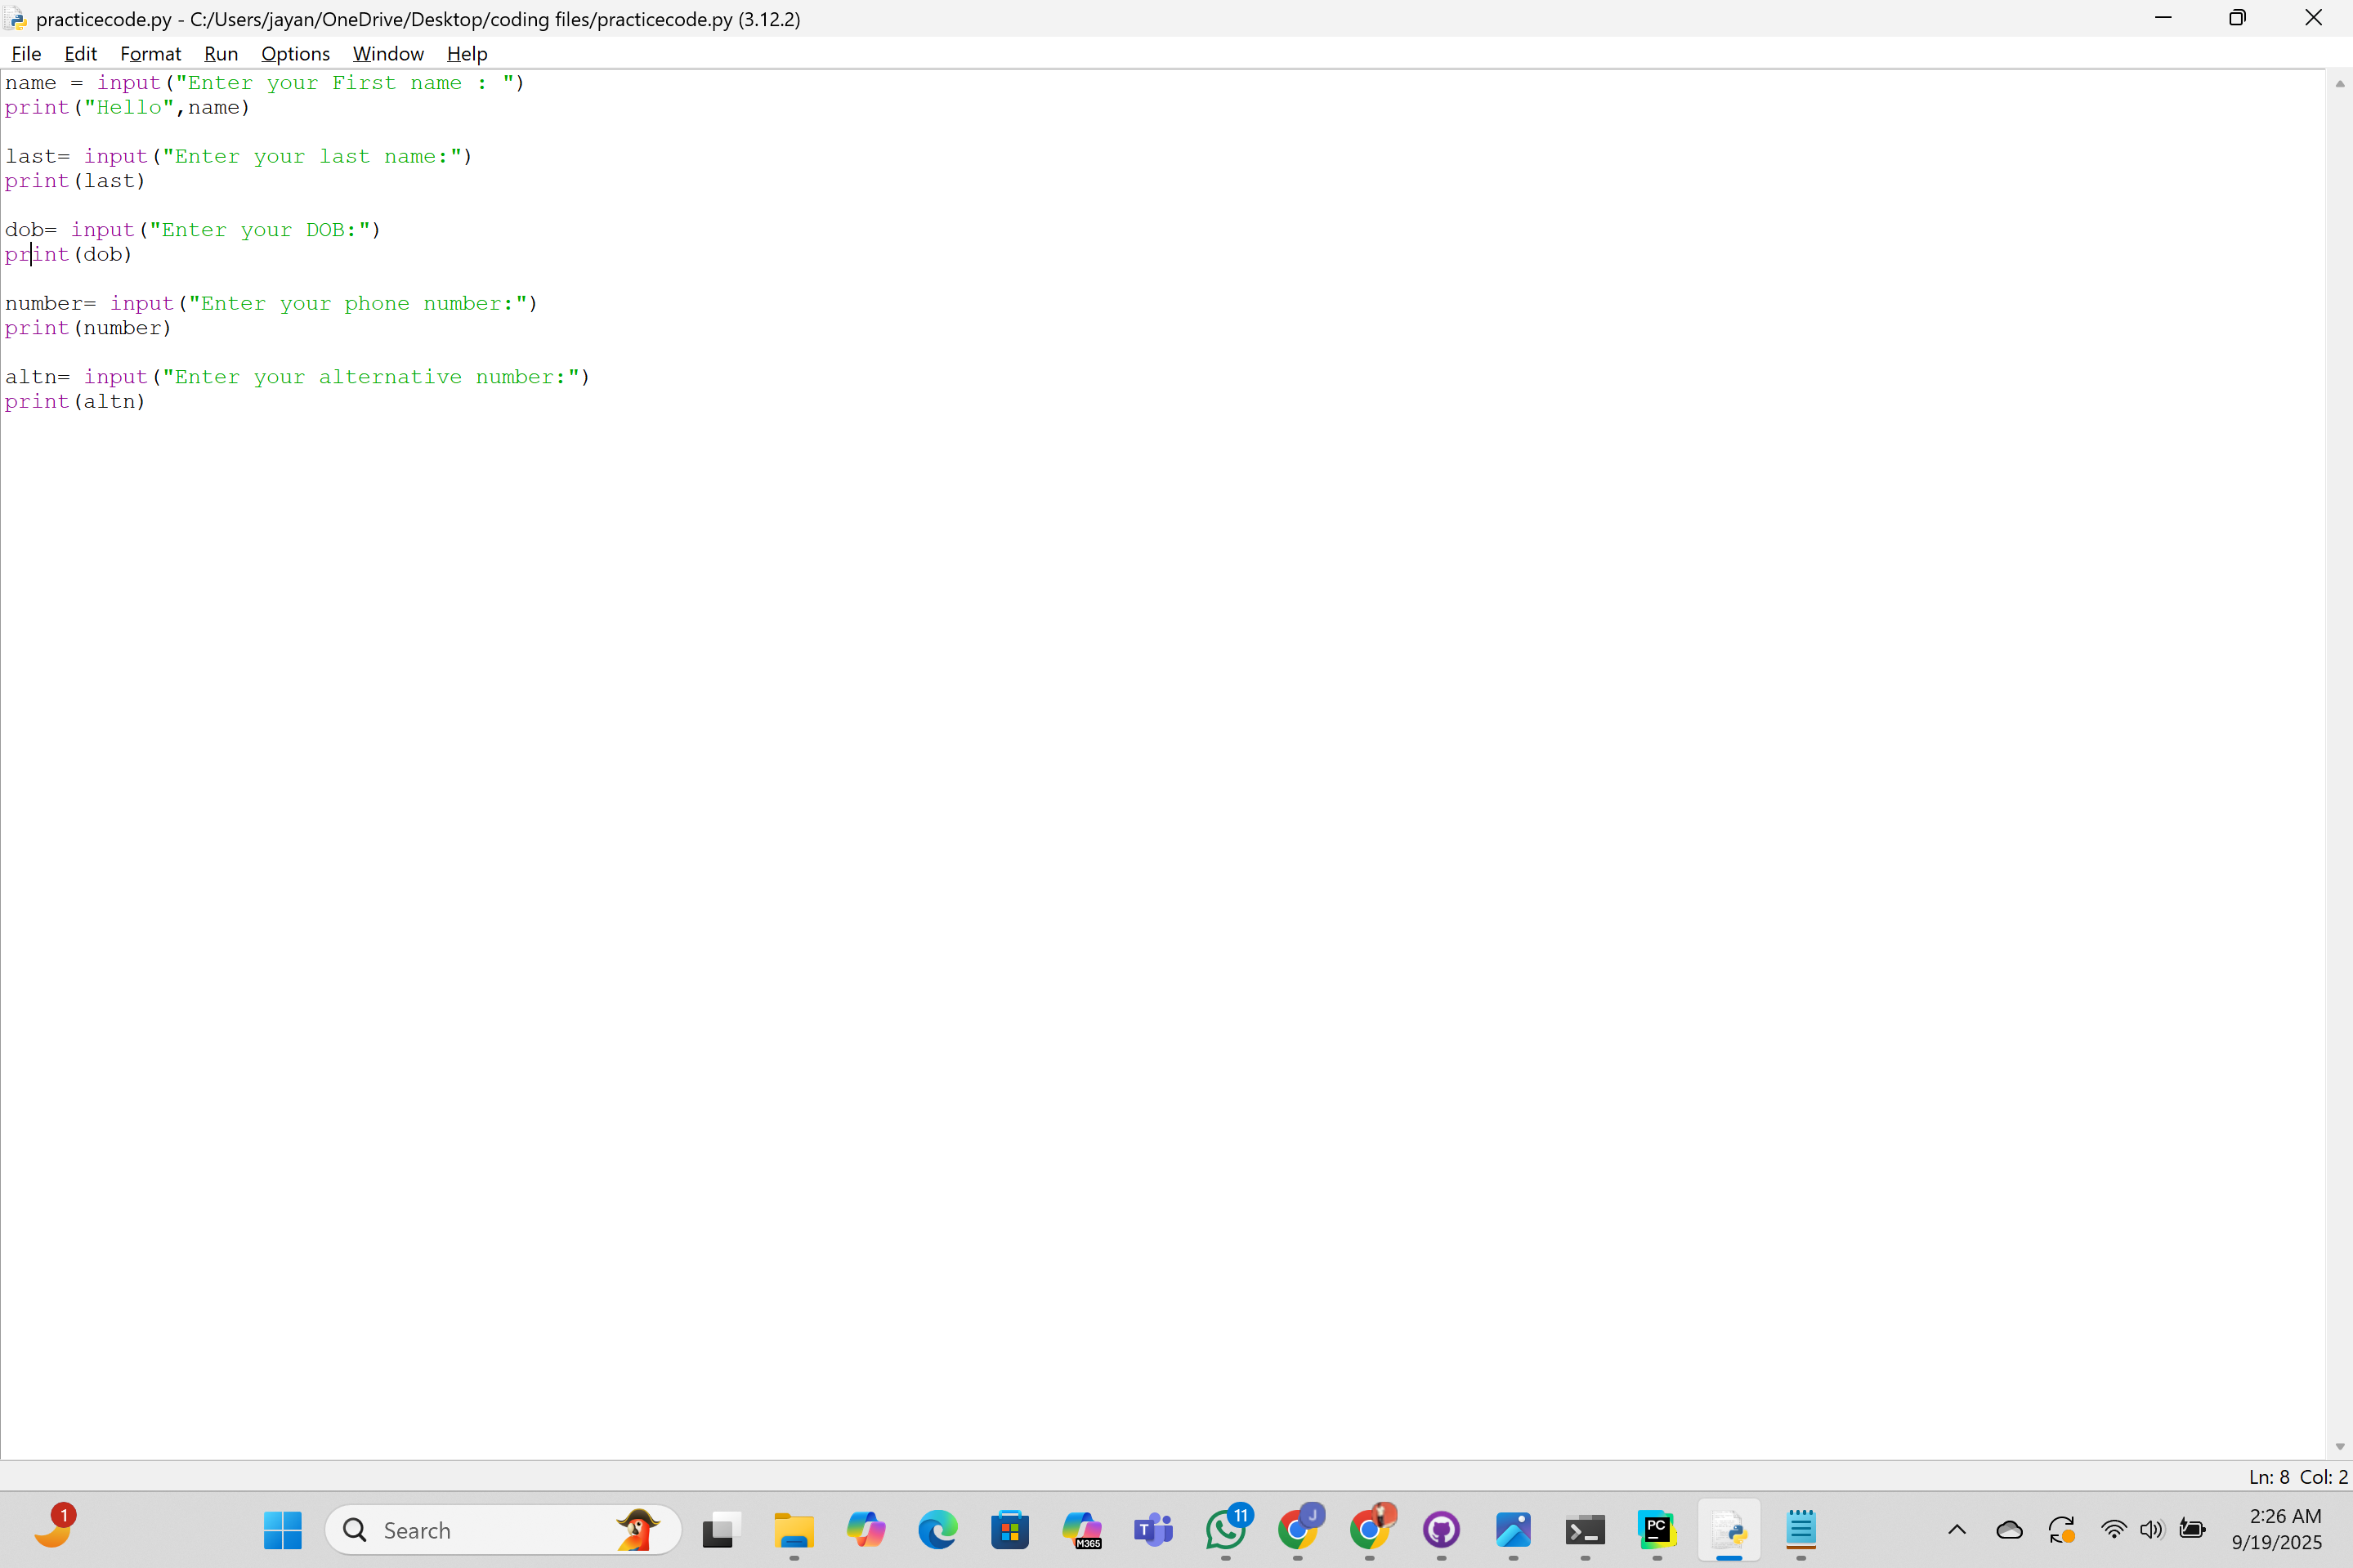 practicecode.py - C:/Users/jayan/OneDrive/Desktop/coding files/practicecode.py (3.12.2)
File Edit Format Run Options Window Help
name = input("Enter your First name : ")
print("Hello",name)
last= input("Enter your last name:")
print(last)
dob= input("Enter your DOB:")
print(dob)
number= input("Enter your phone number:")
print(number)
altn= input("Enter your alternative number:")
print(altn)
Ln: 8 Col: 2
1
Search
M365
T
11
J
PC
2:26 AM
9/19/2025